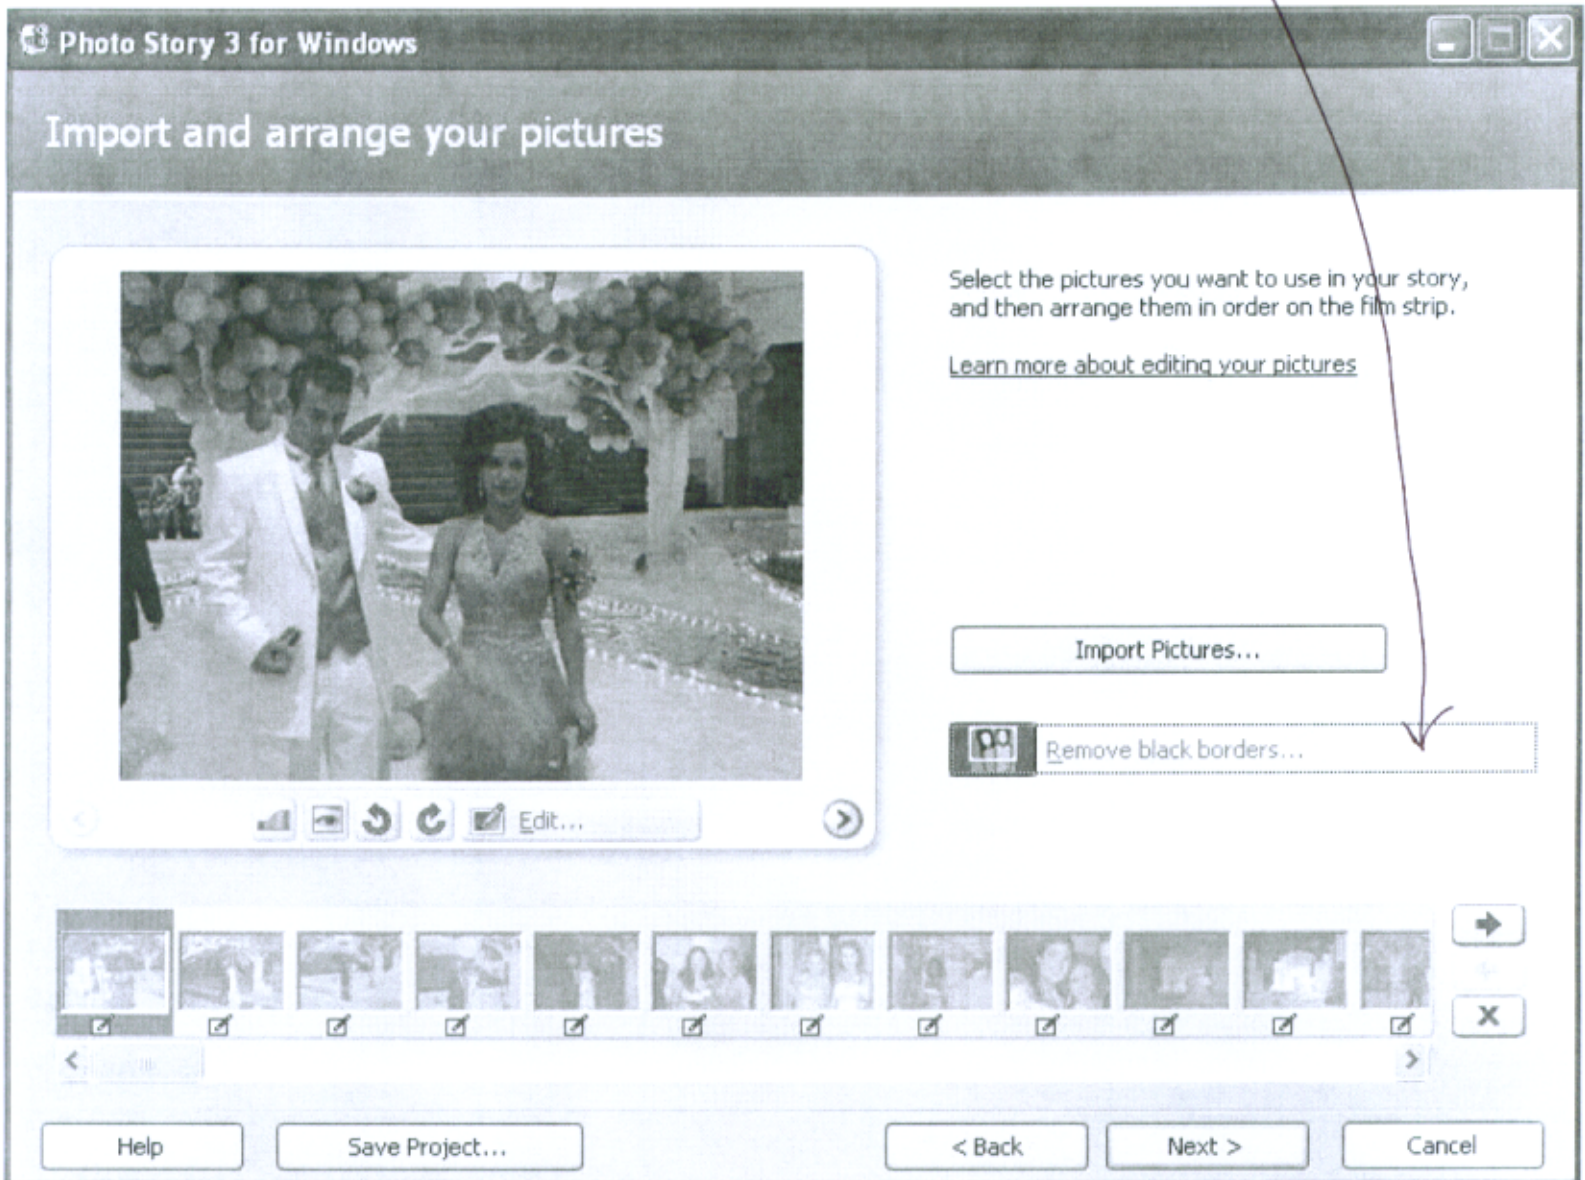 Photo Story 3 for Windows
Import and arrange your pictures
Select the pictures you want to use in your story,
and then arrange them in order on the film strip.
Learn more about editing your pictures
Import Pictures...
Remove black borders...
Edit...
Help
Save Project...
< Back
Next >
Cancel